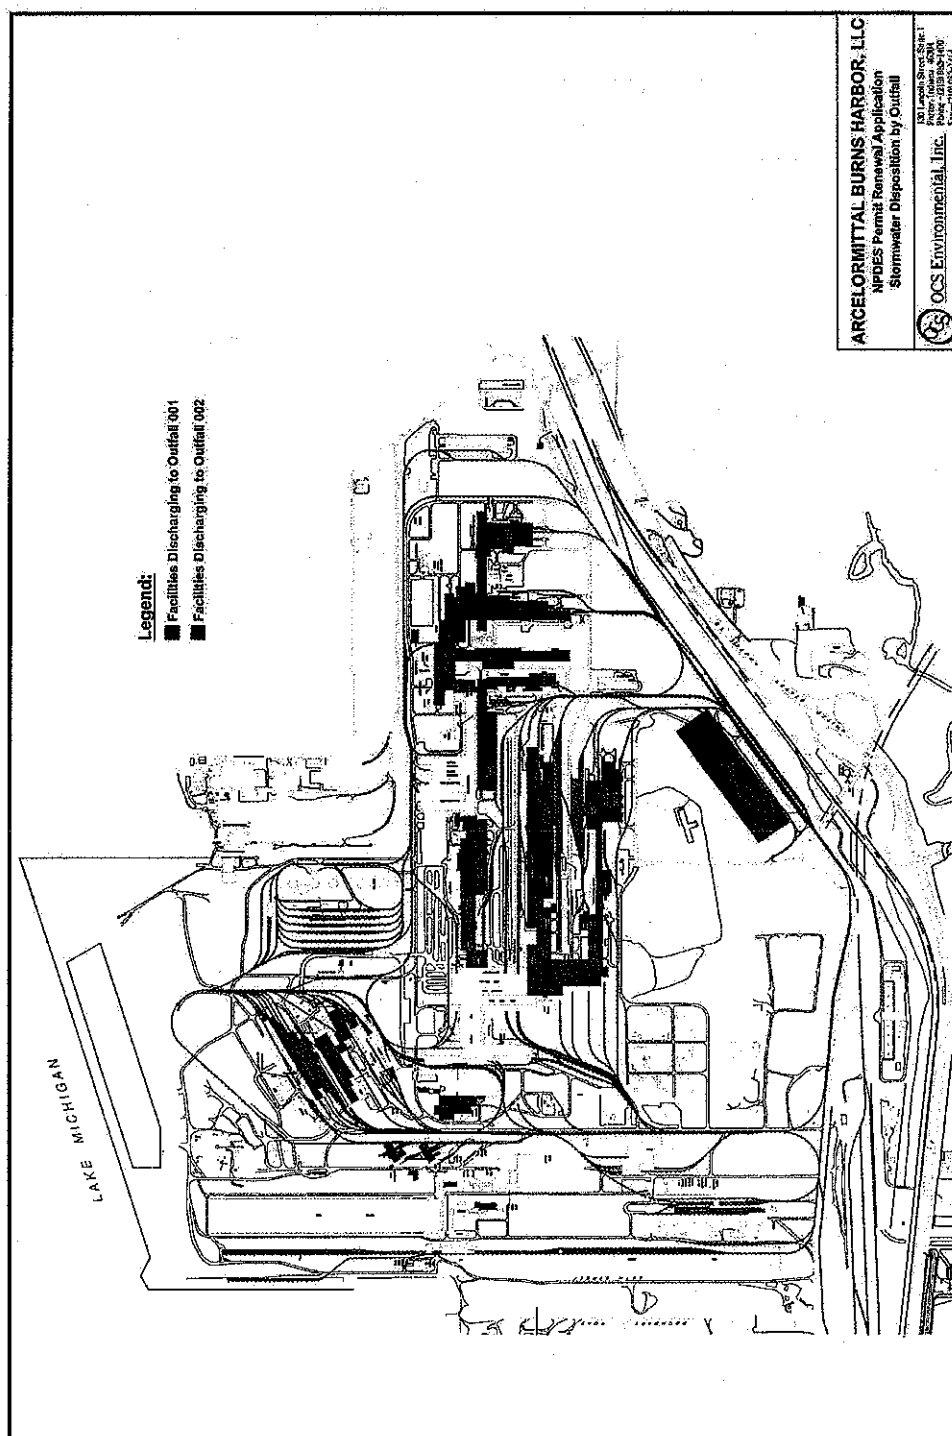 LAKE MICHIGAN
Legend:
Facilities Discharging to Outfall 001
Facilities Discharging to Outfall 002
ARCELORMITTAL BURNS HARBOR, LLC
NPDES Permit Renewal Application
Stormwater Disposition by Outfall
OCS Environmental, Inc.